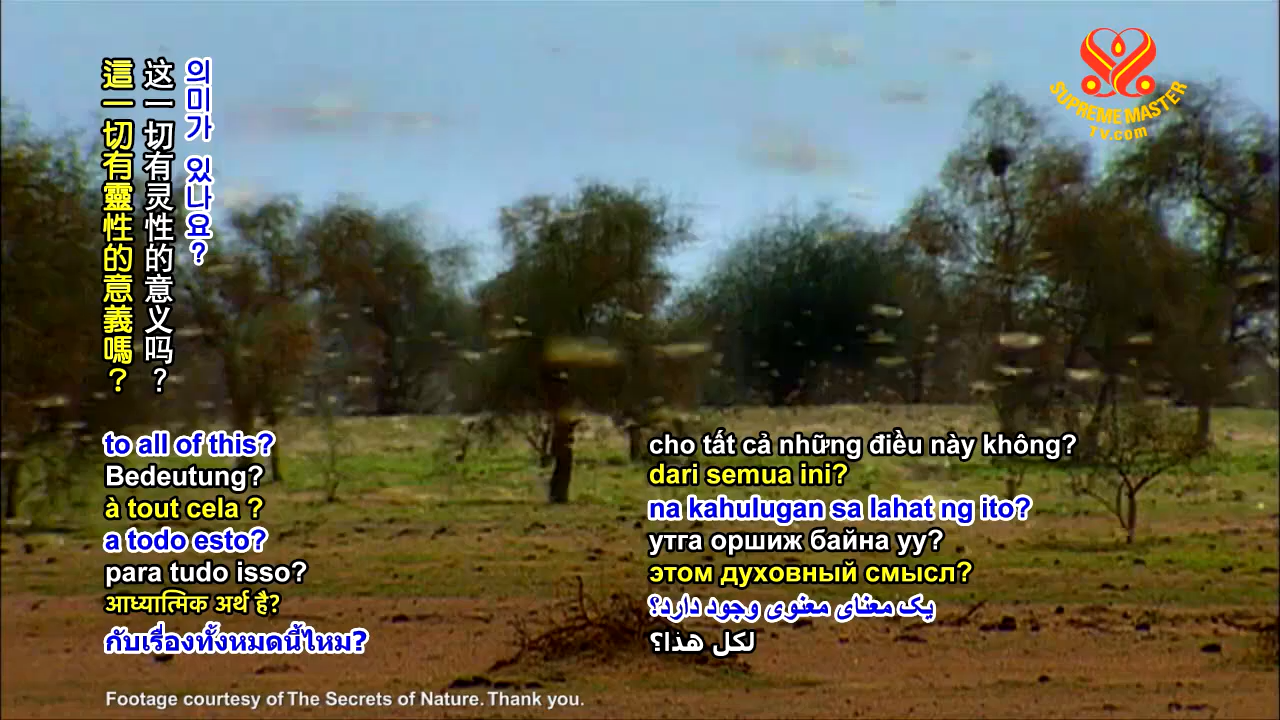 의미가 있나요?
这一切有灵性的意义吗?
這一切有靈性的意義嗎?
SUPREME MASTER
TV.com
to all of this?
Bedeutung?
à tout cela ?
a todo esto?
para tudo isso?
आध्यात्मिक अर्थ है?
กับเรื่องทั้งหมดนี้ไหม?
cho tất cả những điều này không?
dari semua ini?
na kahulugan sa lahat ng ito?
утга оршиж байна уу?
этом духовный смысл?
یک معنای معنوی وجود دارد؟
لكل هذا؟
Footage courtesy of The Secrets of Nature. Thank you.